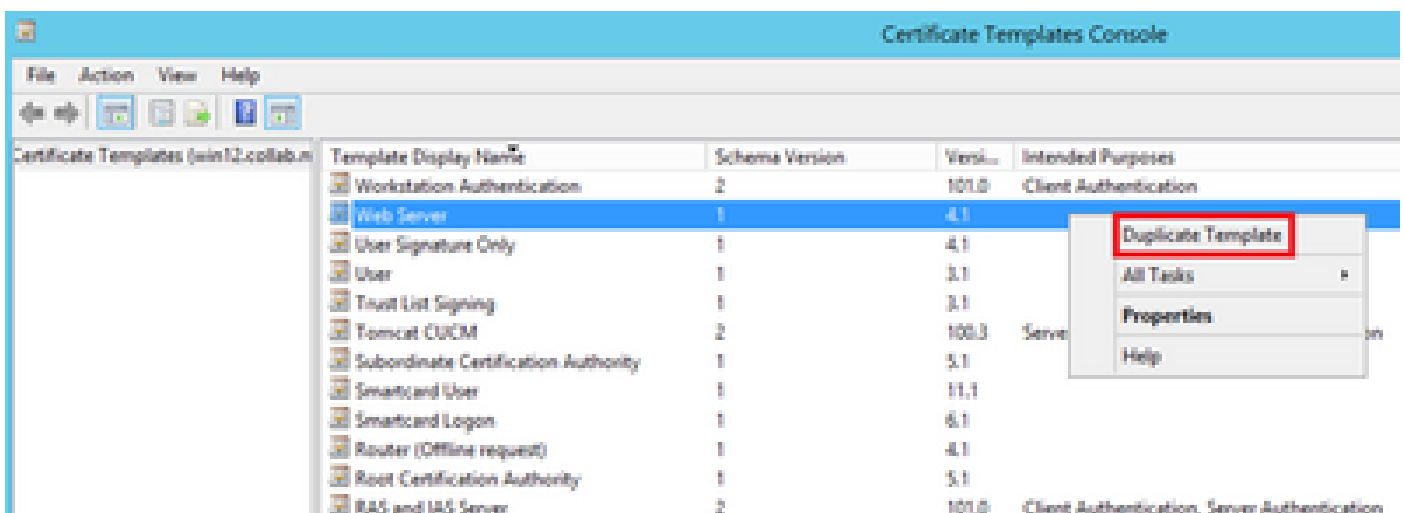 Certificate Templates Console
File Action View Help
Certificate Templates (win12.collab.m
Template Display Name Schema Version Versi... Intended Purposes
Workstation Authentication 2 101.0 Client Authentication
Web Server 1 4.1
Duplicate Template
User Signature Only 1 4.1
All Tasks
User 1 3.1
Trust List Signing 1 3.1
Properties
Tomcat CUCM 2 100.3 Serve on
Help
Subordinate Certification Authority 1 5.1
Smartcard User 1 11.1
Smartcard Logon 1 6.1
Router (Offline request) 1 4.1
Root Certification Authority 1 5.1
RAS and IAS Server 2 101.0 Client Authentication, Server Authentication